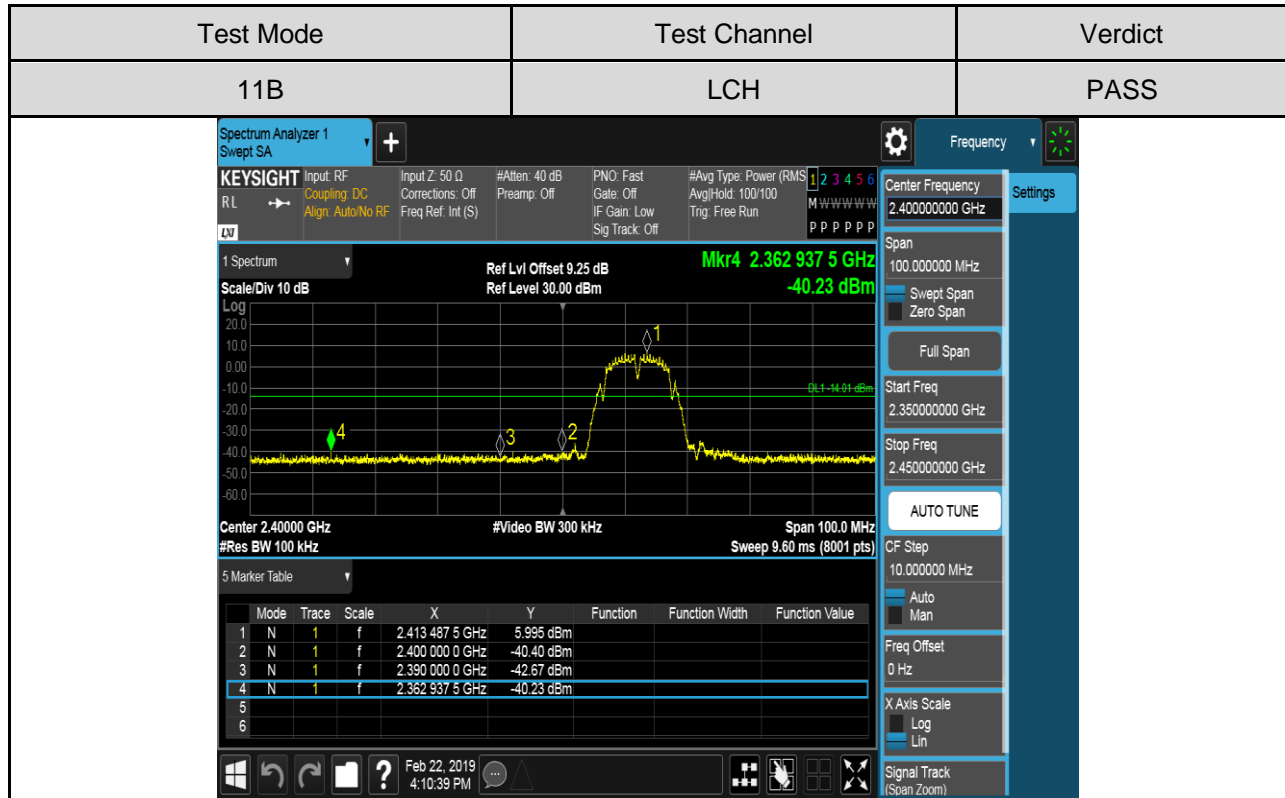 Test Mode Test Channel Verdict
11B LCH PASS
Spectrum Analyzer 1
Swept SA
+
Frequency
KEYSIGHT
RL
LXI
Input: RF
Coupling: DC
Align: Auto/No RF
Input Z: 50 Ω
Corrections: Off
Freq Ref: Int (S)
#Atten: 40 dB
Preamp: Off
PNO: Fast
Gate: Off
IF Gain: Low
Sig Track: Off
#Avg Type: Power (RMS
Avg|Hold: 100/100
Trig: Free Run
1 2 3 4 5 6
M W W W W W
P P P P P P
1 Spectrum
Scale/Div 10 dB
Ref Lvl Offset 9.25 dB
Ref Level 30.00 dBm
Mkr4 2.362 937 5 GHz
-40.23 dBm
Log
20.0
10.0
0.00
-10.0
-20.0
-30.0
-40.0
-50.0
-60.0
1
DL1 -14.01 dBm
4
3
2
Center 2.40000 GHz
#Res BW 100 kHz
#Video BW 300 kHz
Span 100.0 MHz
Sweep 9.60 ms (8001 pts)
5 Marker Table
Mode Trace Scale X Y Function Function Width Function Value
1 N 1 f 2.413 487 5 GHz 5.995 dBm
2 N 1 f 2.400 000 0 GHz -40.40 dBm
3 N 1 f 2.390 000 0 GHz -42.67 dBm
4 N 1 f 2.362 937 5 GHz -40.23 dBm
5
6
?
Feb 22, 2019
4:10:39 PM
Center Frequency
2.400000000 GHz
Settings
Span
100.000000 MHz
Swept Span
Zero Span
Full Span
Start Freq
2.350000000 GHz
Stop Freq
2.450000000 GHz
AUTO TUNE
CF Step
10.000000 MHz
Auto
Man
Freq Offset
0 Hz
X Axis Scale
Log
Lin
Signal Track
(Span Zoom)